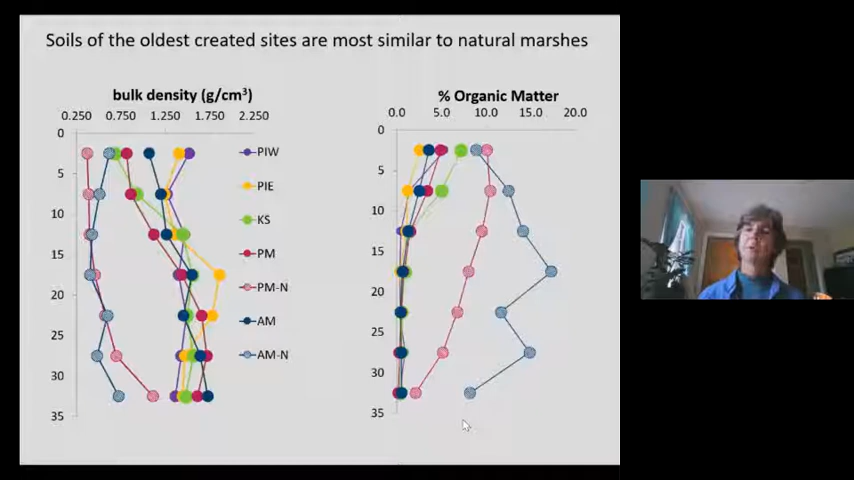 Soils of the oldest created sites are most similar to natural marshes
bulk density (g/cm³)
0.250 0.750 1.250 1.750 2.250
0
5
10
15
20
25
30
35
PIW
PIE
KS
PM
PM-N
AM
AM-N
% Organic Matter
0.0 5.0 10.0 15.0 20.0
0
5
10
15
20
25
30
35